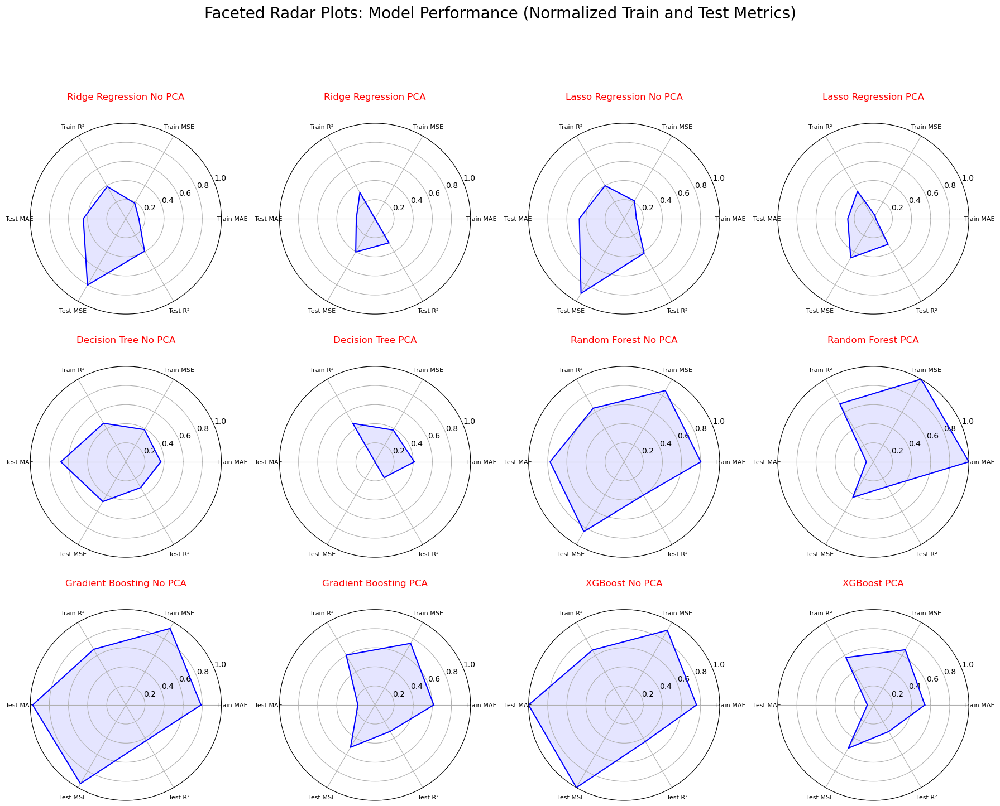 Faceted Radar Plots: Model Performance (Normalized Train and Test Metrics)
Ridge Regression No PCA
Train R²
Train MSE
1.0
0.8
0.6
0.4
0.2
Test MAE
Train MAE
Test MSE
Test R²
Ridge Regression PCA
Train R²
Train MSE
1.0
0.8
0.6
0.4
0.2
Test MAE
Train MAE
Test MSE
Test R²
Lasso Regression No PCA
Train R²
Train MSE
1.0
0.8
0.6
0.4
0.2
Test MAE
Train MAE
Test MSE
Test R²
Lasso Regression PCA
Train R²
Train MSE
1.0
0.8
0.6
0.4
0.2
Test MAE
Train MAE
Test MSE
Test R²
Decision Tree No PCA
Train R²
Train MSE
1.0
0.8
0.6
0.4
0.2
Test MAE
Train MAE
Test MSE
Test R²
Decision Tree PCA
Train R²
Train MSE
1.0
0.8
0.6
0.4
0.2
Test MAE
Train MAE
Test MSE
Test R²
Random Forest No PCA
Train R²
Train MSE
1.0
0.8
0.6
0.4
0.2
Test MAE
Train MAE
Test MSE
Test R²
Random Forest PCA
Train R²
Train MSE
1.0
0.8
0.6
0.4
0.2
Test MAE
Train MAE
Test MSE
Test R²
Gradient Boosting No PCA
Train R²
Train MSE
1.0
0.8
0.6
0.4
0.2
Test MAE
Train MAE
Test MSE
Test R²
Gradient Boosting PCA
Train R²
Train MSE
1.0
0.8
0.6
0.4
0.2
Test MAE
Train MAE
Test MSE
Test R²
XGBoost No PCA
Train R²
Train MSE
1.0
0.8
0.6
0.4
0.2
Test MAE
Train MAE
Test MSE
Test R²
XGBoost PCA
Train R²
Train MSE
1.0
0.8
0.6
0.4
0.2
Test MAE
Train MAE
Test MSE
Test R²